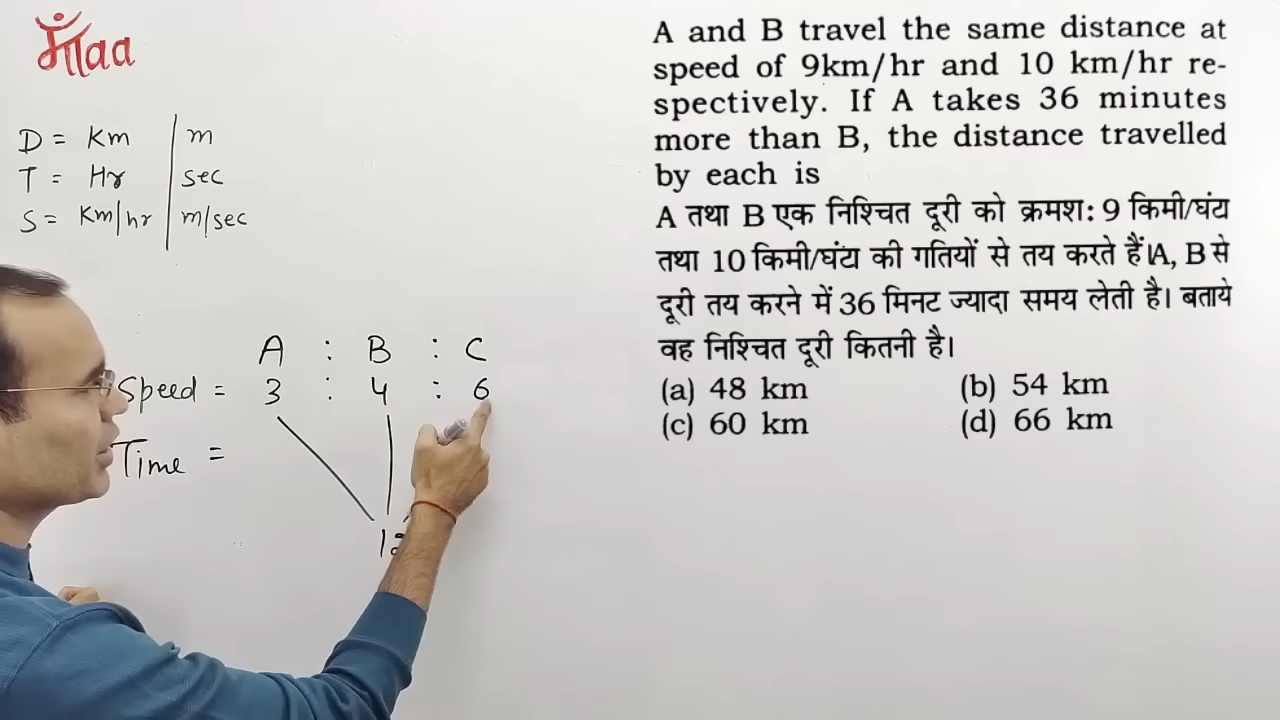 माँaa
D = Km | m
T = Hr | sec
S = Km/hr | m/sec
A : B : C
Speed = 3 : 4 : 6
Time =
A and B travel the same distance at
speed of 9km/hr and 10 km/hr re-
spectively. If A takes 36 minutes
more than B, the distance travelled
by each is
A तथा B एक निश्चित दूरी को क्रमश: 9 किमी/घंटा
तथा 10 किमी/घंटा की गतियों से तय करते हैं।A, B से
दूरी तय करने में 36 मिनट ज्यादा समय लेती है। बताये
वह निश्चित दूरी कितनी है।
(a) 48 km (b) 54 km
(c) 60 km (d) 66 km